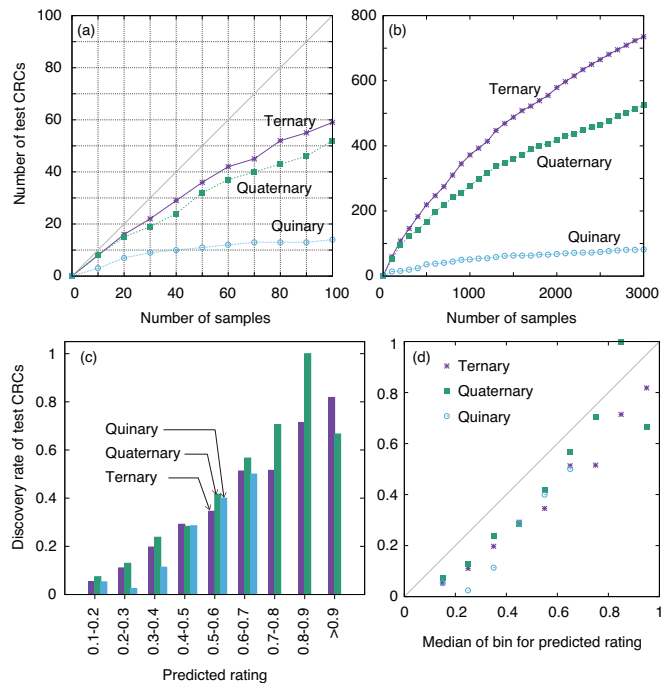 (a)
Number of test CRCs
100
80
60
40
20
0
Ternary
Quaternary
Quinary
0 20 40 60 80 100
Number of samples
(b)
800
600
400
200
0
Ternary
Quaternary
Quinary
0 1000 2000 3000
Number of samples
(c)
Discovery rate of test CRCs
1
0.8
0.6
0.4
0.2
0
Quinary
Quaternary
Ternary
0.1-0.2
0.2-0.3
0.3-0.4
0.4-0.5
0.5-0.6
0.6-0.7
0.7-0.8
0.8-0.9
>0.9
Predicted rating
(d)
Ternary
Quaternary
Quinary
1
0.8
0.6
0.4
0.2
0
0 0.2 0.4 0.6 0.8 1
Median of bin for predicted rating